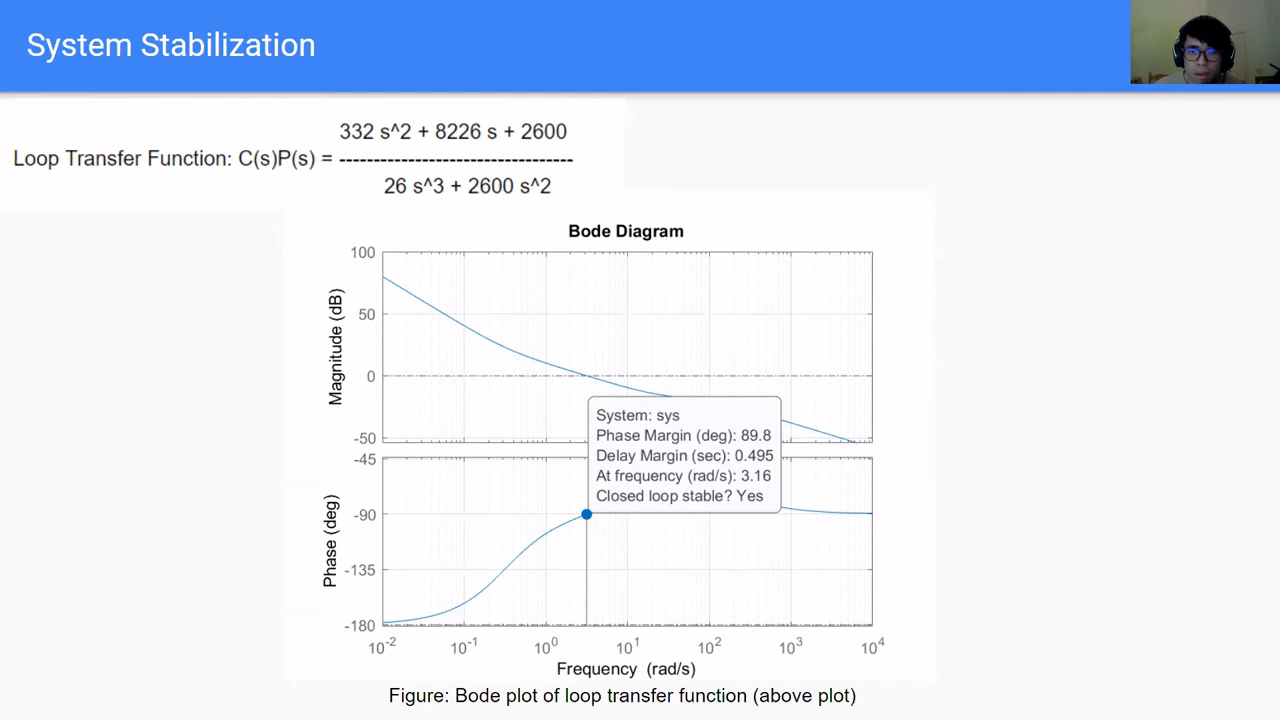 System Stabilization
332 s^2 + 8226 s + 2600
Loop Transfer Function: C(s)P(s) = ---------------------------------
26 s^3 + 2600 s^2
Bode Diagram
100
50
0
-50
Magnitude (dB)
System: sys
Phase Margin (deg): 89.8
Delay Margin (sec): 0.495
At frequency (rad/s): 3.16
Closed loop stable? Yes
-45
-90
-135
-180
Phase (deg)
10^-2 10^-1 10^0 10^1 10^2 10^3 10^4
Frequency (rad/s)
Figure: Bode plot of loop transfer function (above plot)